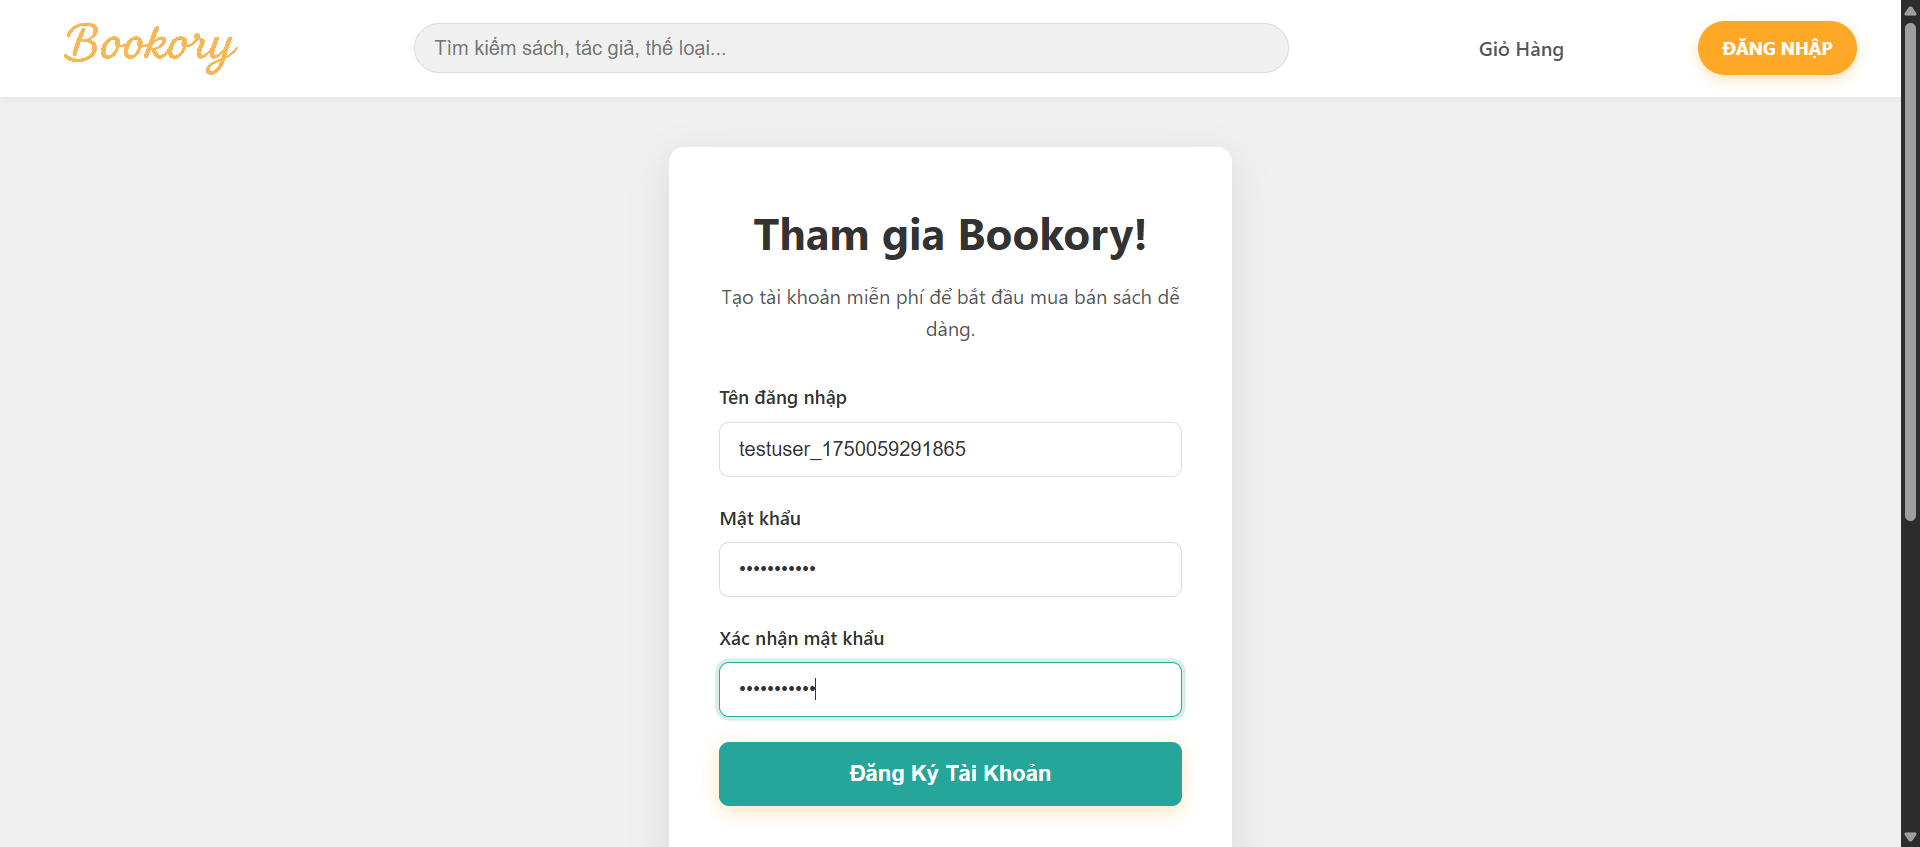 Bookory
Tìm kiếm sách, tác giả, thể loại...
Giỏ Hàng
ĐĂNG NHẬP
Tham gia Bookory!
Tạo tài khoản miễn phí để bắt đầu mua bán sách dễ
dàng.
Tên đăng nhập
testuser_1750059291865
Mật khẩu
•••••••••••
Xác nhận mật khẩu
•••••••••••
Đăng Ký Tài Khoản